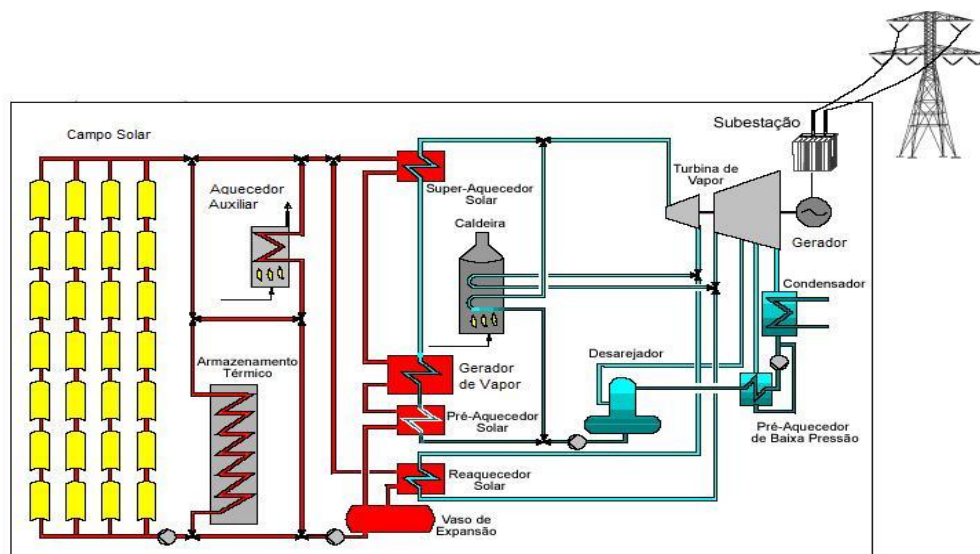 Campo Solar
Aquecedor
Auxiliar
Armazenamento
Térmico
Super-Aquecedor
Solar
Caldeira
Gerador
de Vapor
Pré-Aquecedor
Solar
Reaquecedor
Solar
Vaso de
Expansão
Desarejador
Turbina de
Vapor
Subestação
Gerador
Condensador
Pré-Aquecedor
de Baixa Pressão